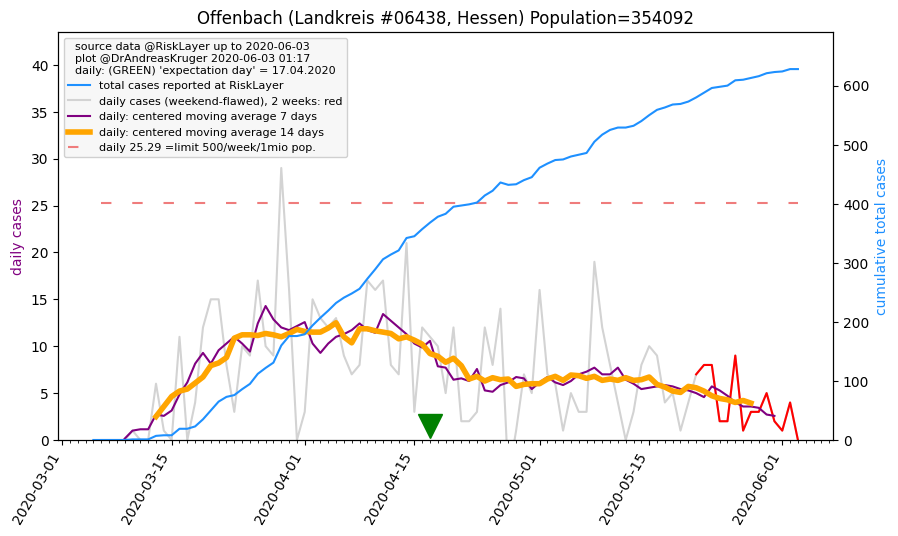 Offenbach (Landkreis #06438, Hessen) Population=354092
source data @RiskLayer up to 2020-06-03
plot @DrAndreasKruger 2020-06-03 01:17
daily: (GREEN) 'expectation day' = 17.04.2020
total cases reported at RiskLayer
daily cases (weekend-flawed), 2 weeks: red
daily: centered moving average 7 days
daily: centered moving average 14 days
daily 25.29 =limit 500/week/1mio pop.
daily cases
40
35
30
25
20
15
10
5
0
600
500
400
300
200
100
0
cumulative total cases
2020-03-01
2020-03-15
2020-04-01
2020-04-15
2020-05-01
2020-05-15
2020-06-01